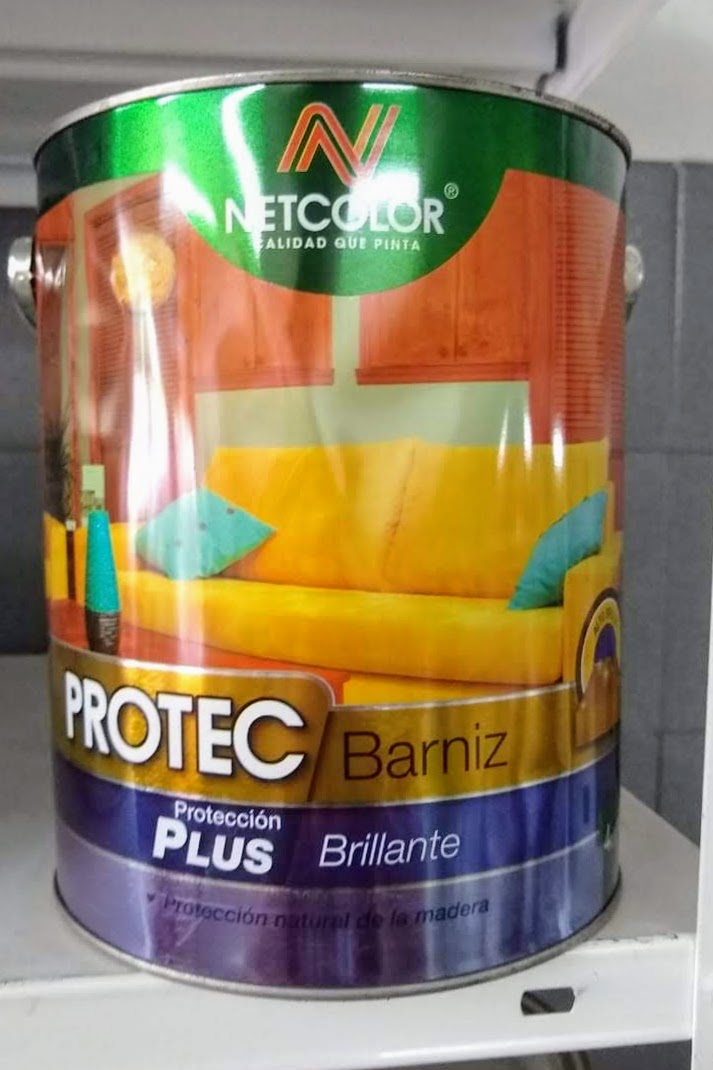 NETCOLOR®
CALIDAD QUE PINTA
PROTEC Barniz
Protección
PLUS Brillante
✔ Protección natural de la madera